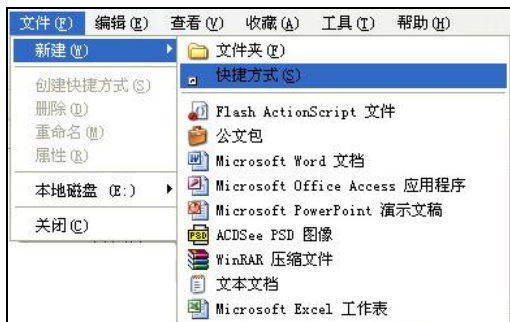 文件(F) 编辑(E) 查看(V) 收藏(A) 工具(T) 帮助(H)
新建(W)
创建快捷方式(S)
删除(D)
重命名(M)
属性(R)
本地磁盘 (E:)
关闭(C)
文件夹(F)
快捷方式(S)
Flash ActionScript 文件
公文包
Microsoft Word 文档
Microsoft Office Access 应用程序
Microsoft PowerPoint 演示文稿
ACDSee PSD 图像
WinRAR 压缩文件
文本文档
Microsoft Excel 工作表